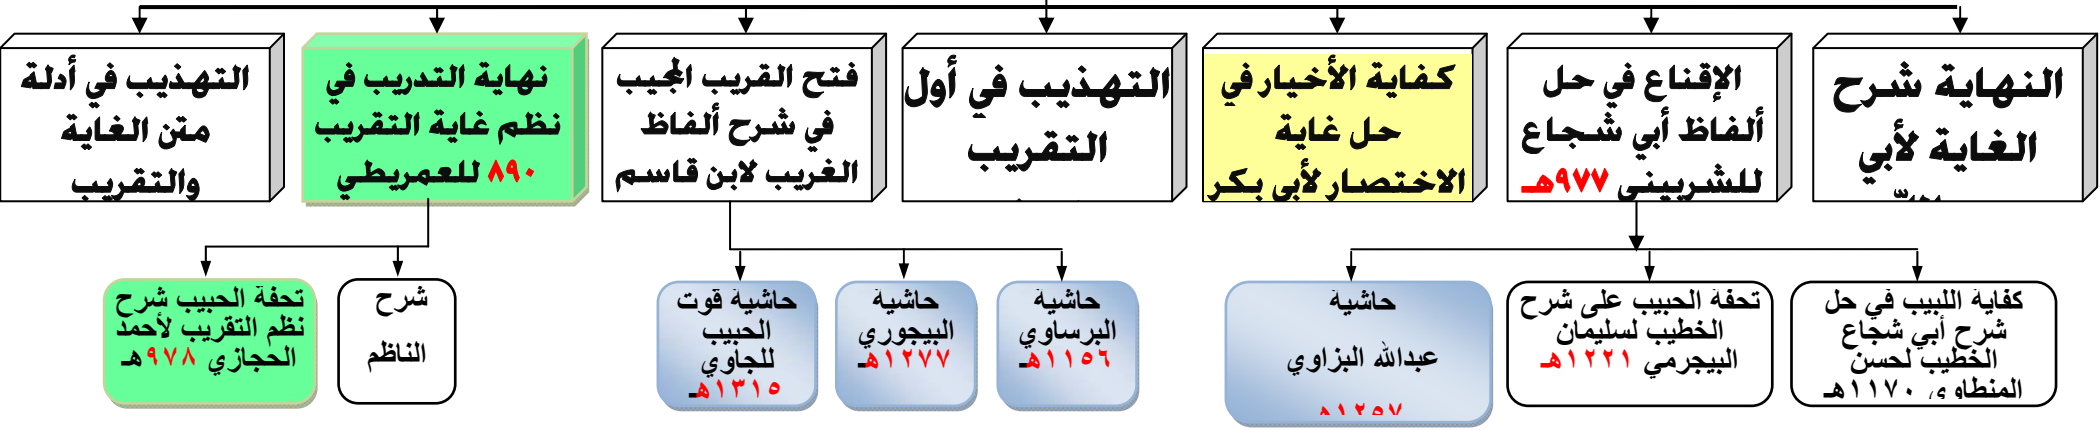 النهاية شرح
الغاية لأبي
الإقناع في حل
ألفاظ أبي شجاع
للشربيني ٩٧٧هـ
كفاية الأخيار في
حل غاية
الاختصار لأبي بكر
التهذيب في أول
التقريب
فتح القريب المجيب
في شرح ألفاظ
الغريب لابن قاسم
نهاية التدريب في
نظم غاية التقريب
٨٩٠ للعمريطي
التهذيب في أدلة
متن الغاية
والتقريب
كفاية اللبيب في حل
شرح أبي شجاع
الخطيب لحسن
المنطاوي ١١٧٠هـ
تحفة الحبيب على شرح
الخطيب لسليمان
البيجرمي ١٢٢١هـ
حاشية
عبدالله البزاوي
١٢٥٧
حاشية
البرساوي
١١٥٦هـ
حاشية
البيجوري
١٢٧٧هـ
حاشية قوت
الحبيب
للجاوي
١٣١٥هـ
شرح
الناظم
تحفة الحبيب شرح
نظم التقريب لأحمد
الحجازي ٩٧٨هـ